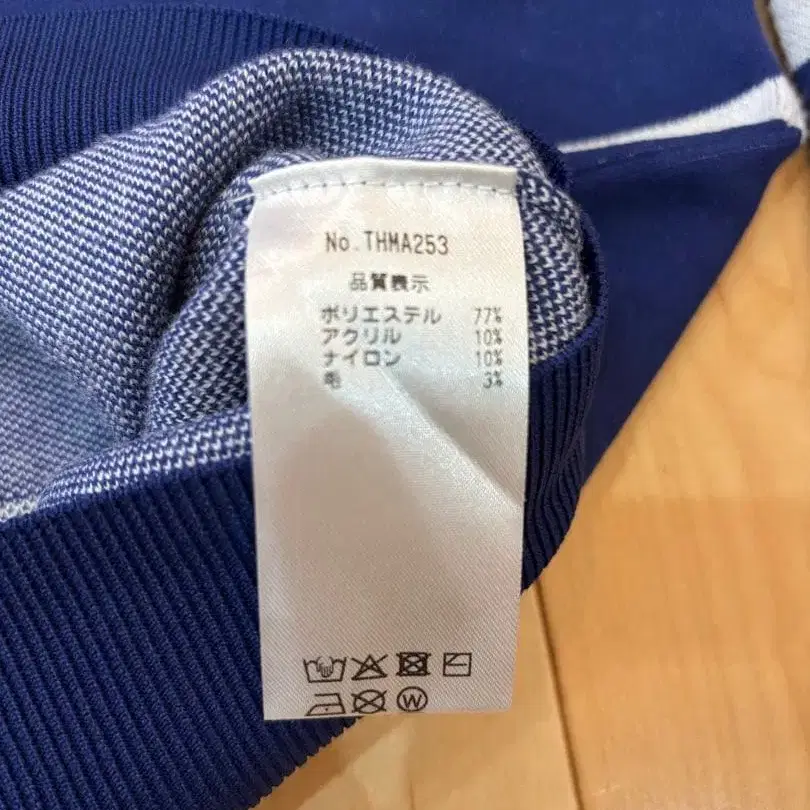 No.THMA253
品質表示
ポリエステル 77%
アクリル 10%
ナイロン 10%
毛 3%
W